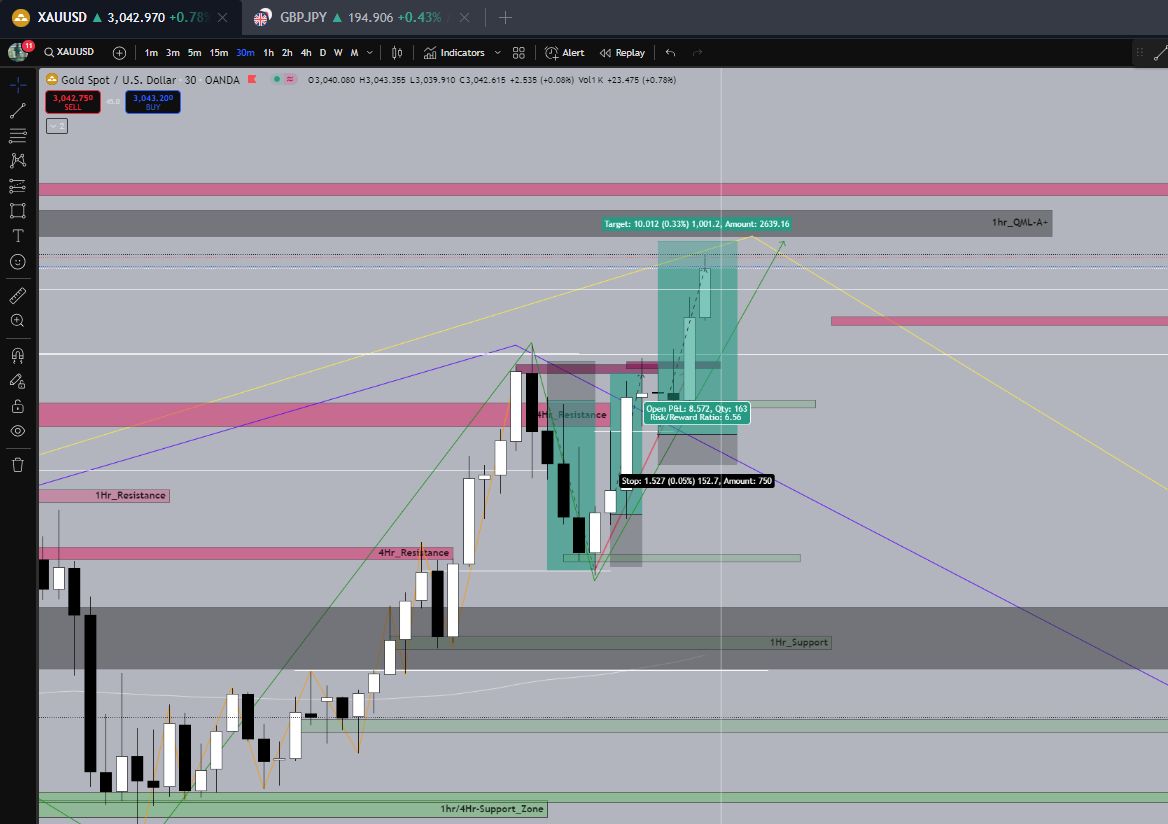 XAUUSD ▲ 3,042.970 +0.78%
GBPJPY ▲ 194.906 +0.43%
11
XAUUSD
1m 3m 5m 15m 30m 1h 2h 4h D W M
Indicators
Alert
Replay
Gold Spot / U.S. Dollar · 30 · OANDA
O3,040.080 H3,043.355 L3,039.910 C3,042.615 +2.535 (+0.08%) Vol1 K +23.475 (+0.78%)
3,042.750
SELL
45.0
3,043.200
BUY
2
1hr_QML-A+
Target: 10.012 (0.33%) 1,001.2, Amount: 2639.16
4Hr_Resistance
Open P&L: 8.572, Qty: 163
Risk/Reward Ratio: 6.56
Stop: 1.527 (0.05%) 152.7, Amount: 750
1Hr_Resistance
4Hr_Resistance
1Hr_Support
1hr/4Hr-Support_Zone